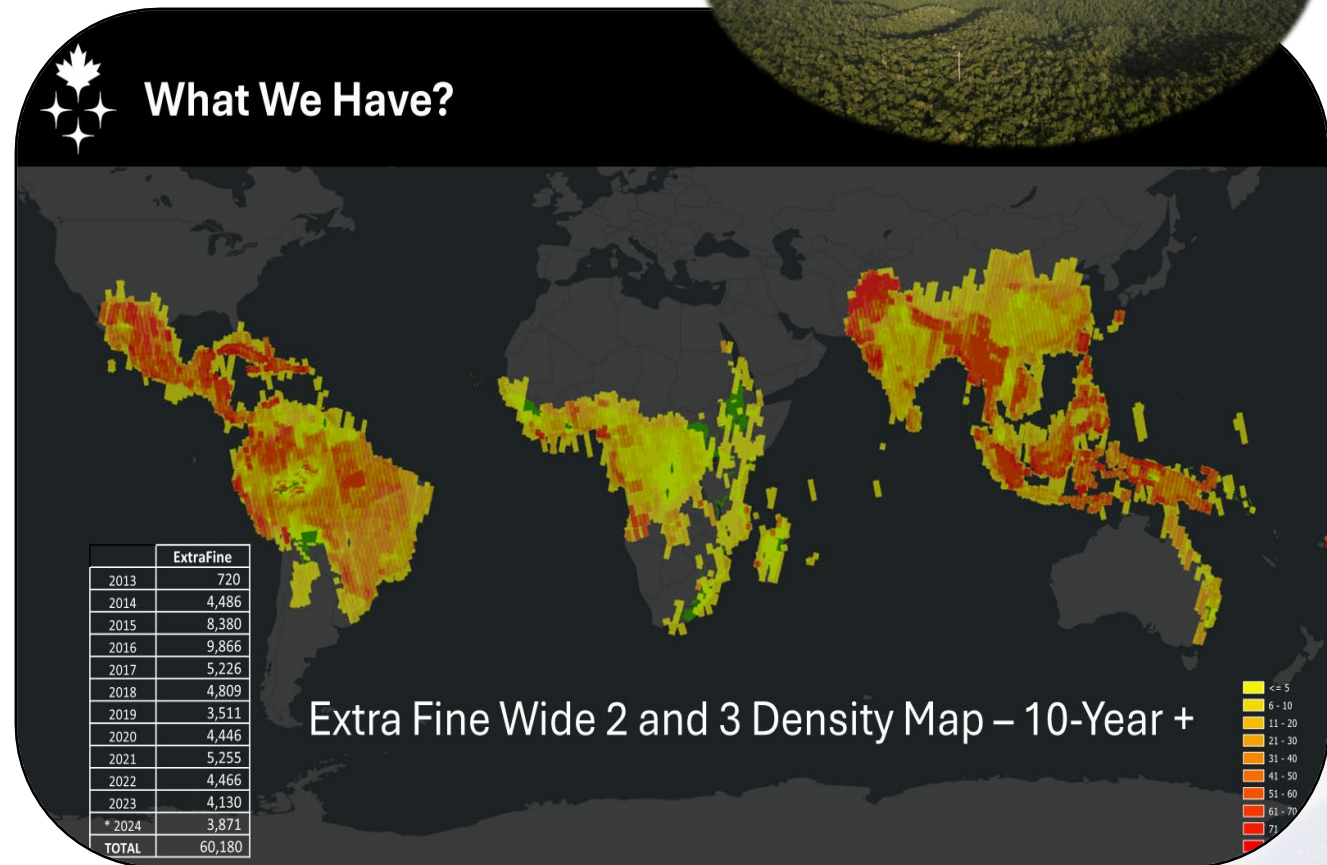 What We Have?
ExtraFine
2013 720
2014 4,486
2015 8,380
2016 9,866
2017 5,226
2018 4,809
2019 3,511
2020 4,446
2021 5,255
2022 4,466
2023 4,130
* 2024 3,871
TOTAL 60,180
Extra Fine Wide 2 and 3 Density Map – 10-Year +
<= 5
6 - 10
11 - 20
21 - 30
31 - 40
41 - 50
51 - 60
61 - 70
71